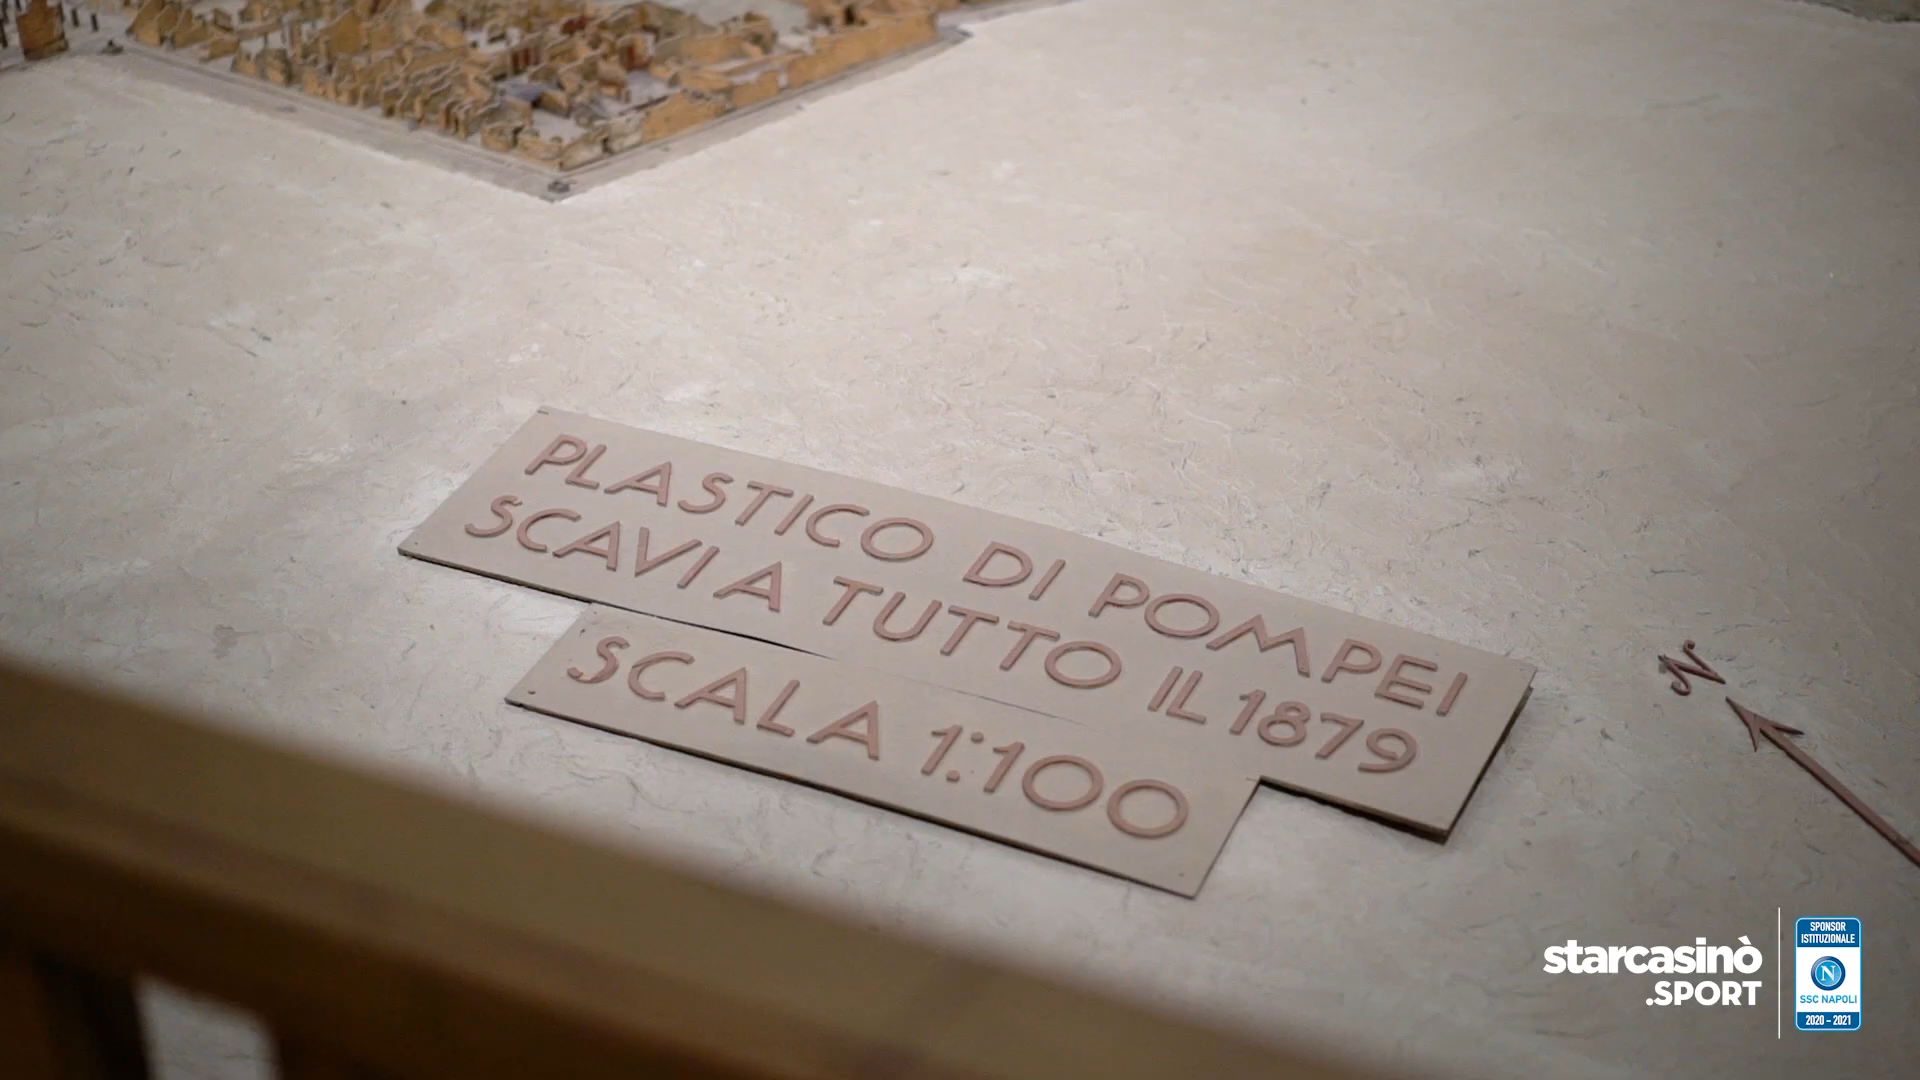 PLASTICO DI POMPEI
SCAVI A TUTTO IL 1879
SCALA 1:100
N
starcasinò
.SPORT
SPONSOR
ISTITUZIONALE
N
SSC NAPOLI
2020 - 2021